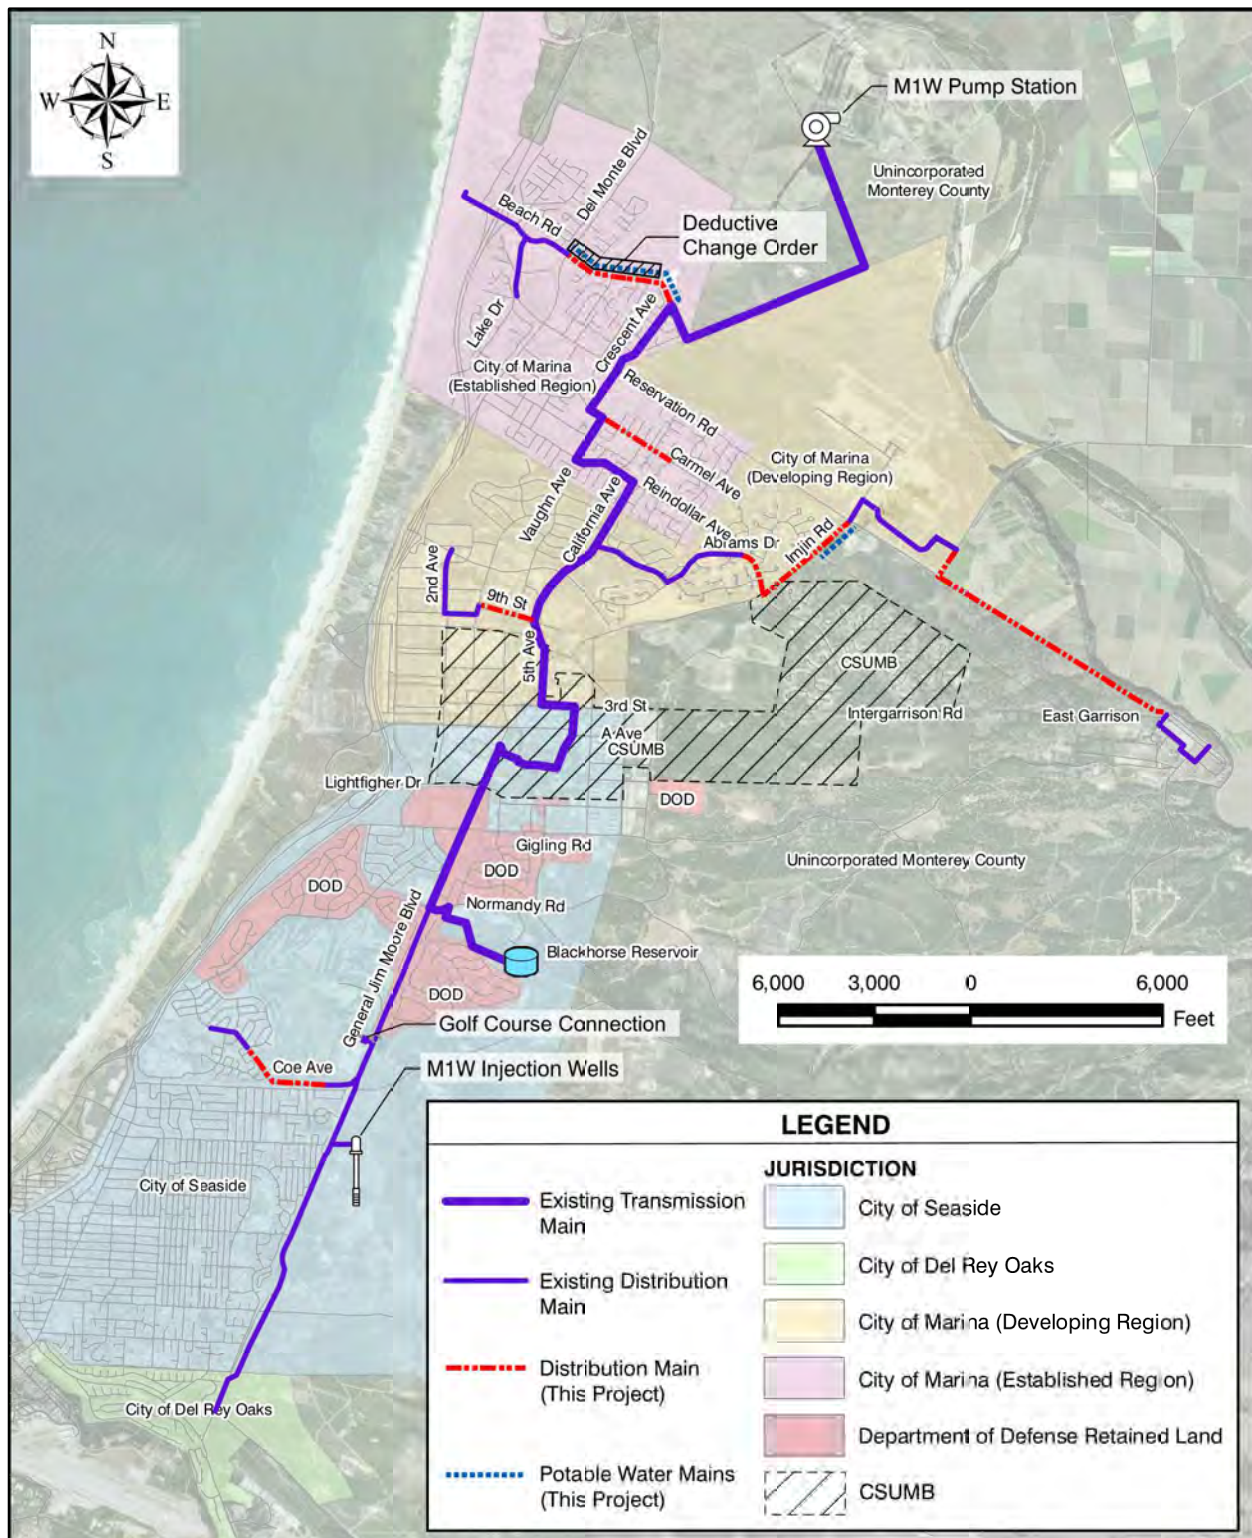 N
W E
S
M1W Pump Station
Unincorporated
Monterey County
Del Monte Blvd
Beach Rd
Deductive
Change Order
Lake Dr
Crescent Ave
City of Marina
(Established Region)
Reservation Rd
Carmel Ave
City of Marina
(Developing Region)
Vaughn Ave
California Ave
Reindollar Ave
Abrams Dr
Imjin Rd
2nd Ave
9th St
5th Ave
CSUMB
3rd St
Intergarrison Rd
East Garrison
A Ave
CSUMB
Lightfigher Dr
DOD
Gigling Rd
Unincorporated Monterey County
DOD
DOD
Normandy Rd
General Jim Moore Blvd
Blackhorse Reservoir
DOD
6,000 3,000 0 6,000
Feet
Golf Course Connection
Coe Ave
M1W Injection Wells
City of Seaside
City of Del Rey Oaks
LEGEND
Existing Transmission
Main
Existing Distribution
Main
Distribution Main
(This Project)
Potable Water Mains
(This Project)
JURISDICTION
City of Seaside
City of Del Rey Oaks
City of Marina (Developing Region)
City of Marina (Established Region)
Department of Defense Retained Land
CSUMB